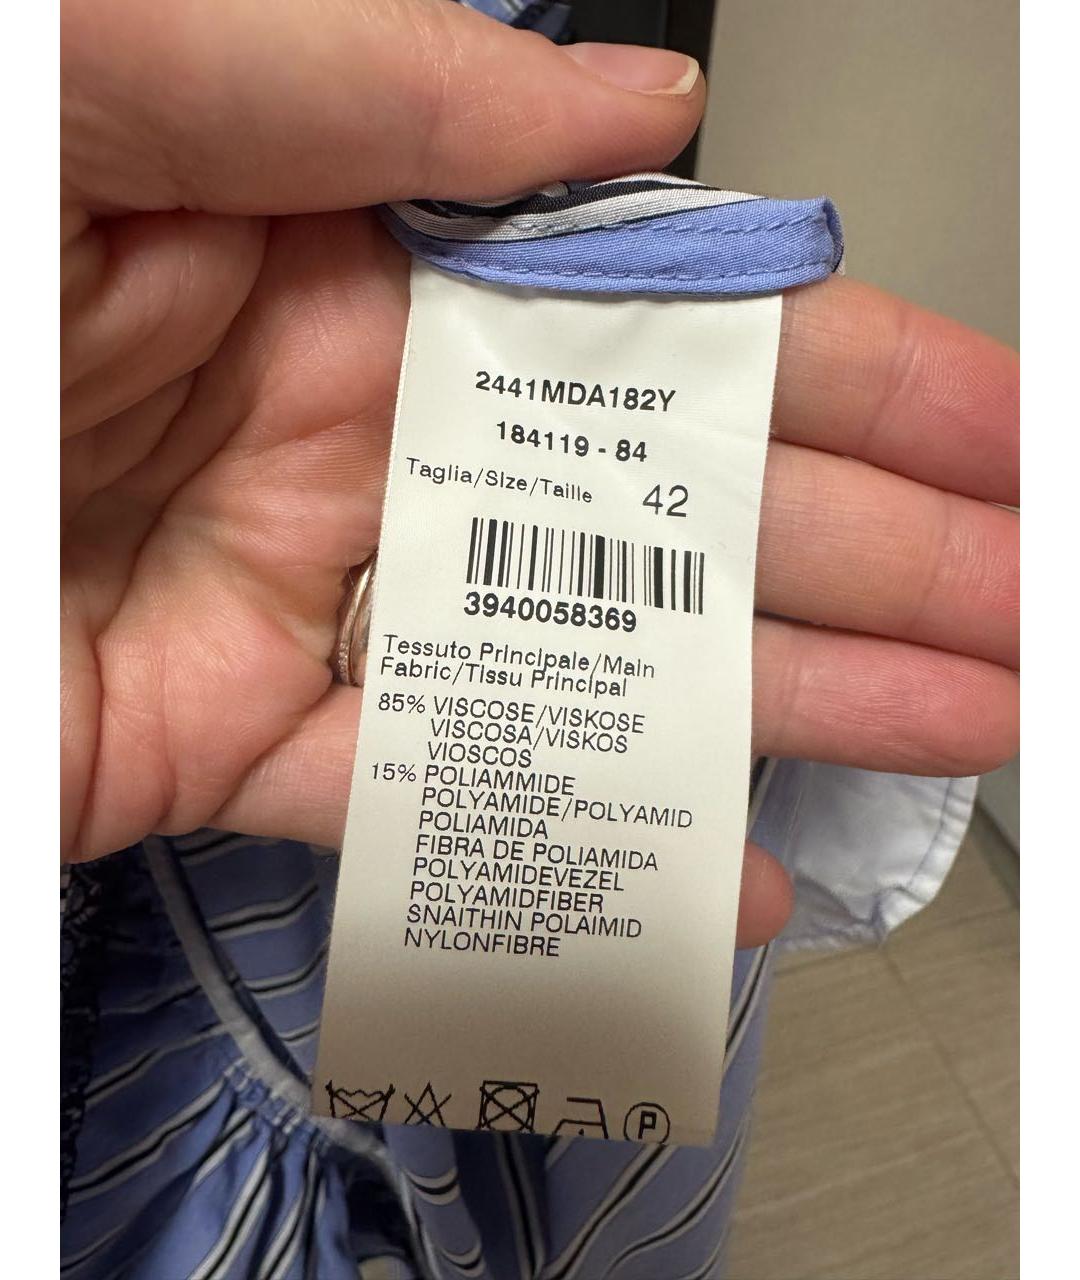 2441MDA182Y
184119 - 84
Taglia/Size/Taille 42
3940058369
Tessuto Principale/Main
Fabric/Tissu Principal
85% VISCOSE/VISKOSE
VISCOSA/VISKOS
VIOSCOS
15% POLIAMMIDE
POLYAMIDE/POLYAMID
POLIAMIDA
FIBRA DE POLIAMIDA
POLYAMIDEVEZEL
POLYAMIDFIBER
SNAITHIN POLAIMID
NYLONFIBRE
P